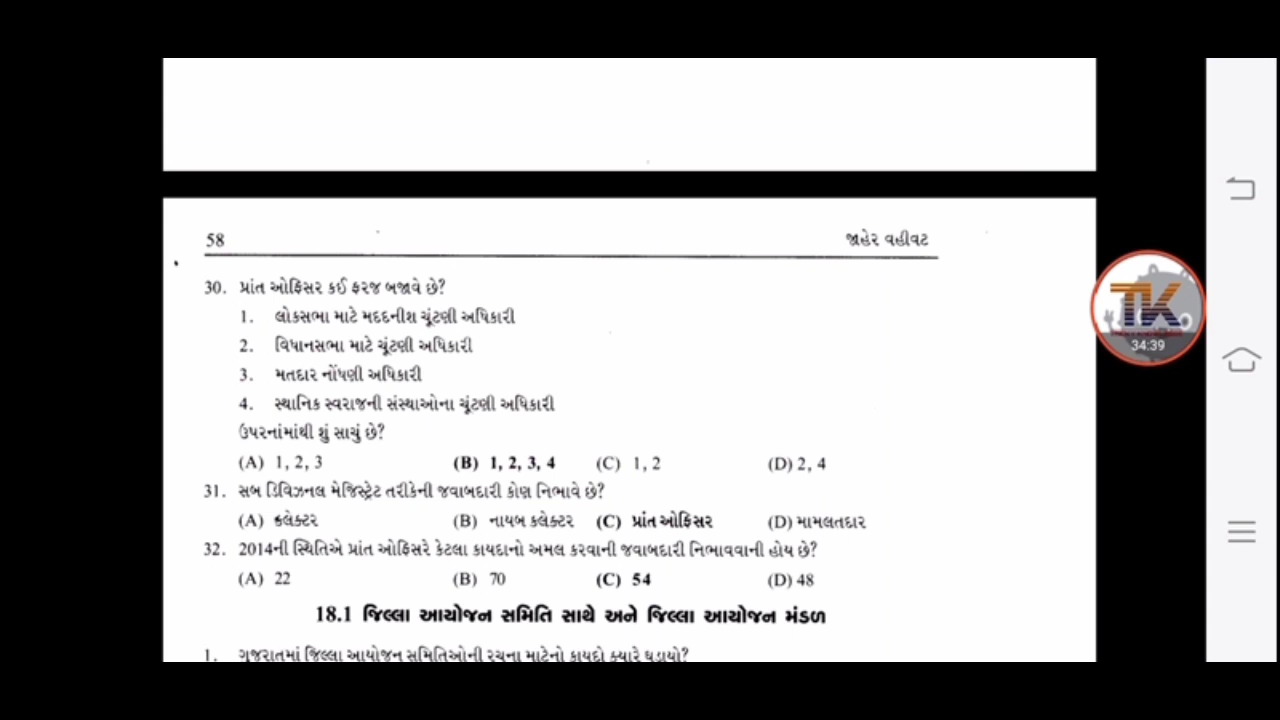 58 જાહેર વહીવટ
30. પ્રાંત ઓફિસર કઈ ફરજ બજાવે છે?
1. લોકસભા માટે મદદનીશ ચૂંટણી અધિકારી
2. વિધાનસભા માટે ચૂંટણી અધિકારી
3. મતદાર નોંધણી અધિકારી
4. સ્થાનિક સ્વરાજની સંસ્થાઓના ચૂંટણી અધિકારી
ઉપરનાંમાંથી શું સાચું છે?
(A) 1, 2, 3 (B) 1, 2, 3, 4 (C) 1, 2 (D) 2, 4
31. સબ ડિવિઝનલ મેજિસ્ટ્રેટ તરીકેની જવાબદારી કોણ નિભાવે છે?
(A) કલેક્ટર (B) નાયબ કલેક્ટર (C) પ્રાંત ઓફિસર (D) મામલતદાર
32. 2014ની સ્થિતિએ પ્રાંત ઓફિસરે કેટલા કાયદાનો અમલ કરવાની જવાબદારી નિભાવવાની હોય છે?
(A) 22 (B) 70 (C) 54 (D) 48
18.1 જિલ્લા આયોજન સમિતિ સાથે અને જિલ્લા આયોજન મંડળ
1. ગુજરાતમાં જિલ્લા આયોજન સમિતિઓની રચના માટેનો કાયદો ક્યારે ઘડાયો?
TK
34:39